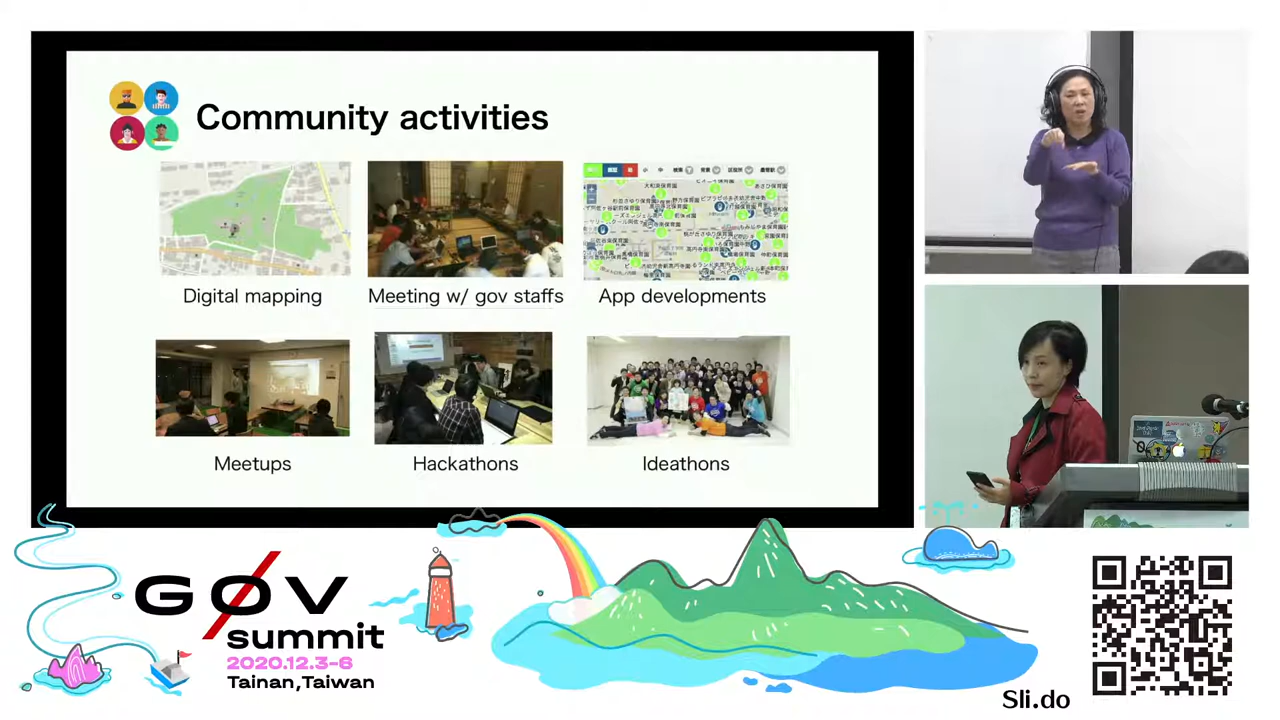 Community activities
Digital mapping
Meeting w/ gov staffs
App developments
Meetups
Hackathons
Ideathons
GØV
summit
2020.12.3-6
Tainan,Taiwan
Sli.do